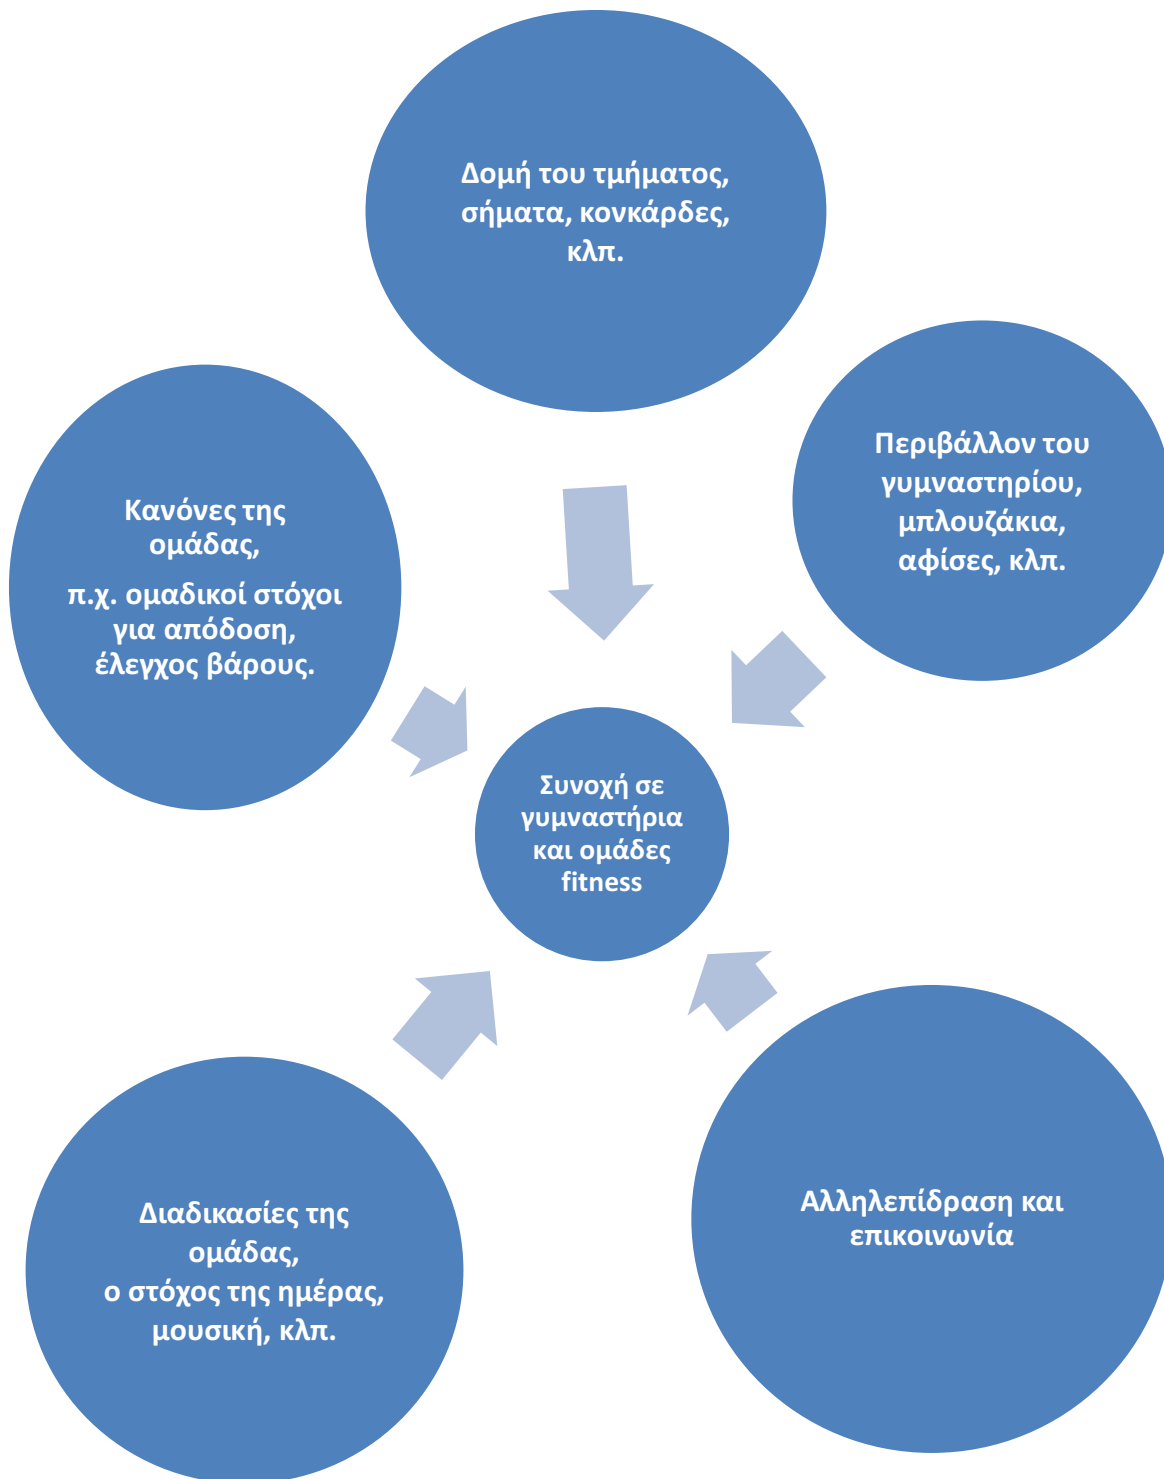 Δομή του τμήματος,
σήματα, κονκάρδες,
κλπ.
Περιβάλλον του
γυμναστηρίου,
μπλουζάκια,
αφίσες, κλπ.
Κανόνες της
ομάδας,
π.χ. ομαδικοί στόχοι
για απόδοση,
έλεγχος βάρους.
Συνοχή σε
γυμναστήρια
και ομάδες
fitness
Αλληλεπίδραση και
επικοινωνία
Διαδικασίες της
ομάδας,
ο στόχος της ημέρας,
μουσική, κλπ.